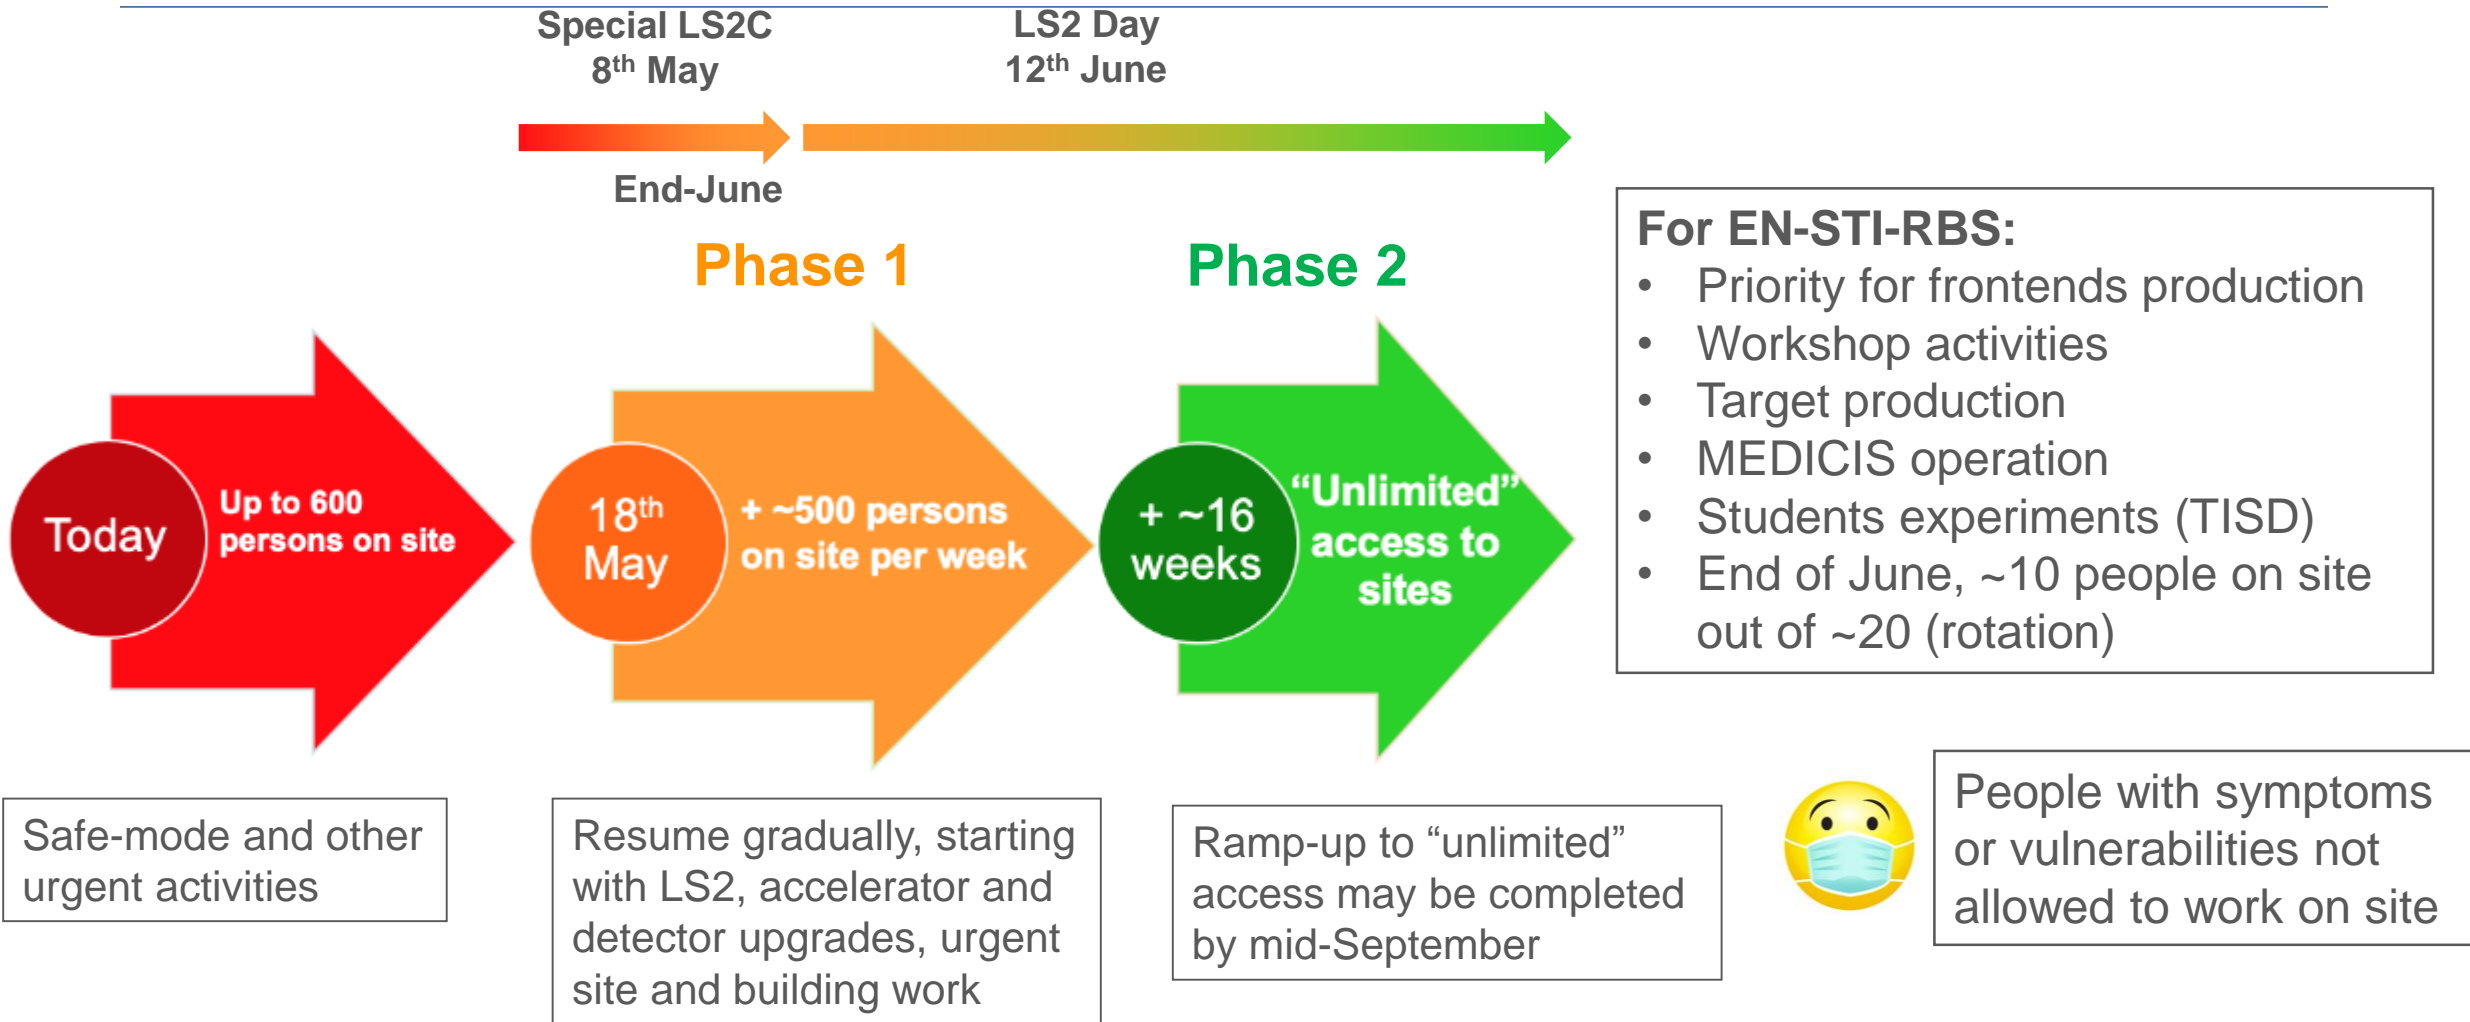 Special LS2C
8th May
LS2 Day
12th June
End-June
Phase 1
Phase 2
Today
Up to 600
persons on site
18th
May
+ ~500 persons
on site per week
+ ~16
weeks
“Unlimited”
access to
sites
Safe-mode and other
urgent activities
Resume gradually, starting
with LS2, accelerator and
detector upgrades, urgent
site and building work
Ramp-up to “unlimited”
access may be completed
by mid-September
For EN-STI-RBS:
• Priority for frontends production
• Workshop activities
• Target production
• MEDICIS operation
• Students experiments (TISD)
• End of June, ~10 people on site
out of ~20 (rotation)
People with symptoms
or vulnerabilities not
allowed to work on site